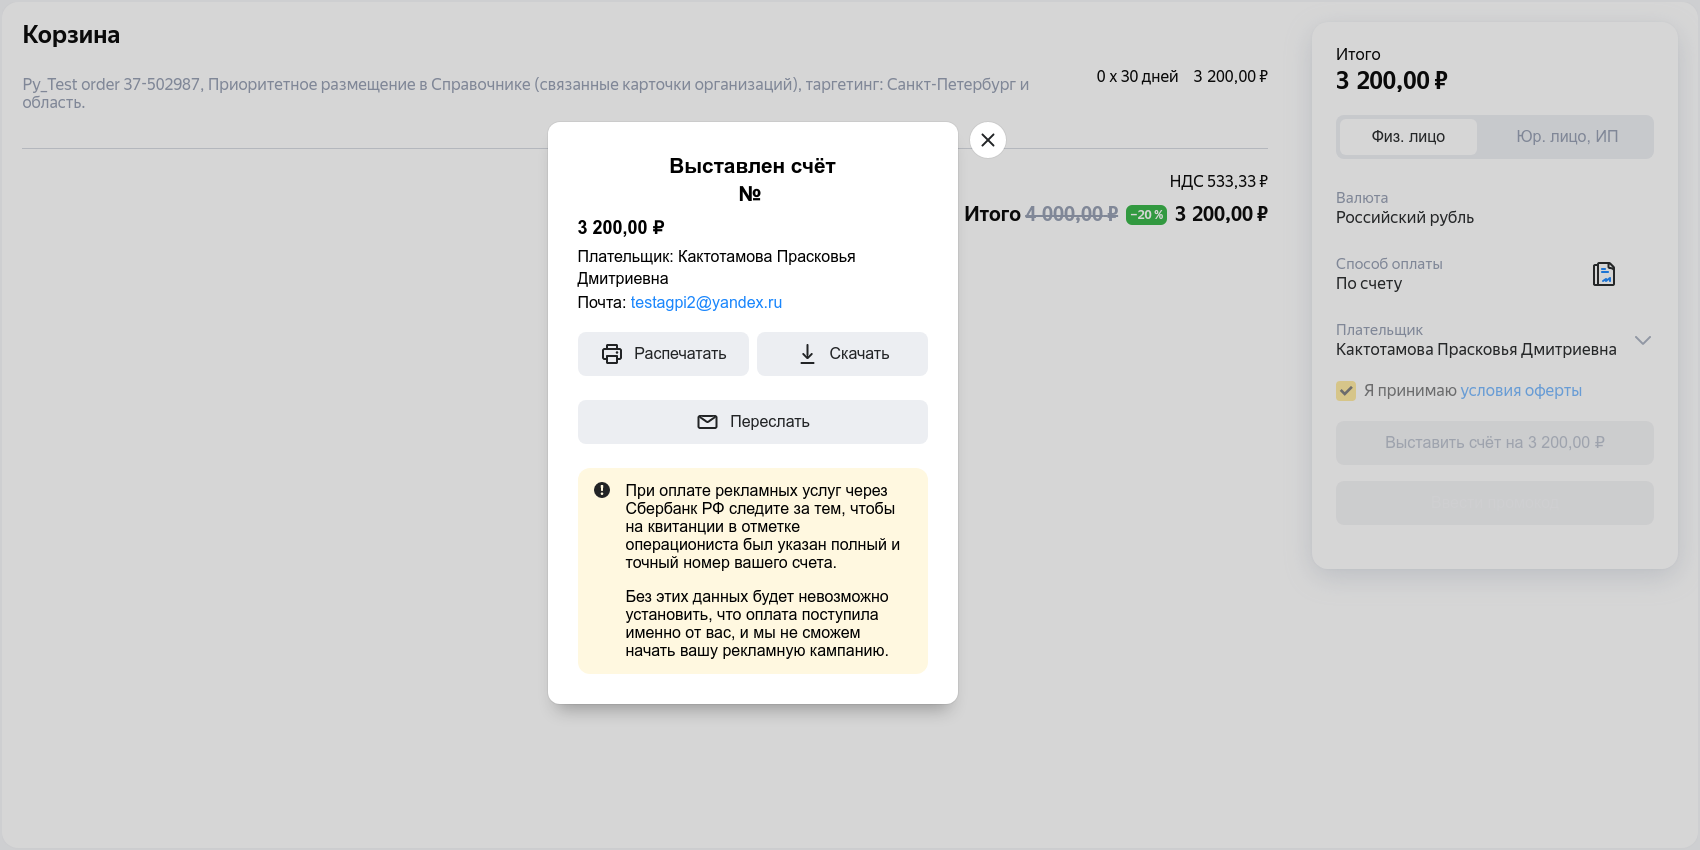 Корзина
Py_Test order 37-502987, Приоритетное размещение в Справочнике (связанные карточки организаций), таргетинг: Санкт-Петербург и
область.
0 x 30 дней 3 200,00 ₽
НДС 533,33 ₽
Итого 4 000,00 ₽ −20 % 3 200,00 ₽
Выставлен счёт
№
3 200,00 ₽
Плательщик: Кактотамова Прасковья
Дмитриевна
Почта: testagpi2@yandex.ru
Распечатать Скачать
Переслать
При оплате рекламных услуг через
Сбербанк РФ следите за тем, чтобы
на квитанции в отметке
операциониста был указан полный и
точный номер вашего счета.
Без этих данных будет невозможно
установить, что оплата поступила
именно от вас, и мы не сможем
начать вашу рекламную кампанию.
Итого
3 200,00 ₽
Физ. лицо Юр. лицо, ИП
Валюта
Российский рубль
Способ оплаты
По счету
Плательщик
Кактотамова Прасковья Дмитриевна
Я принимаю условия оферты
Выставить счёт на 3 200,00 ₽